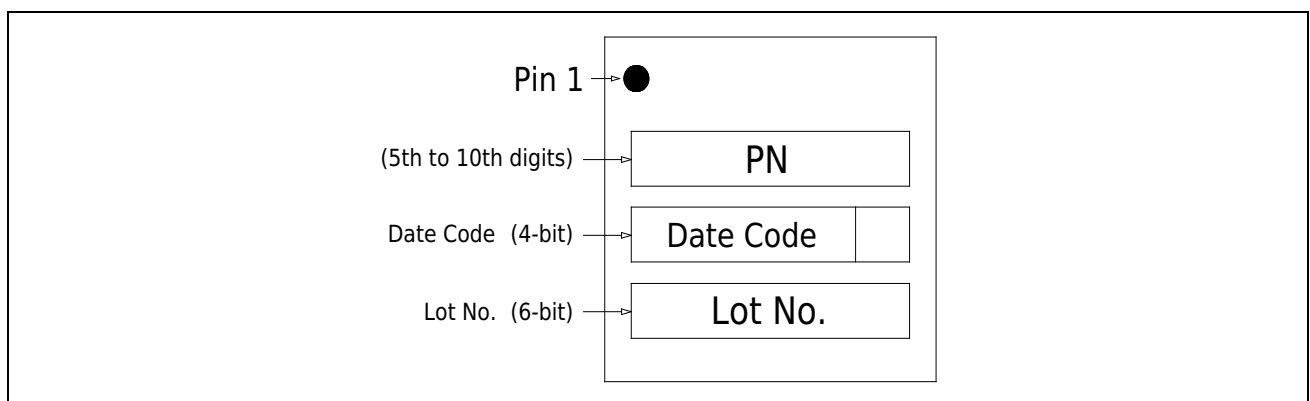 Pin 1
(5th to 10th digits) PN
Date Code (4-bit) Date Code
Lot No. (6-bit) Lot No.